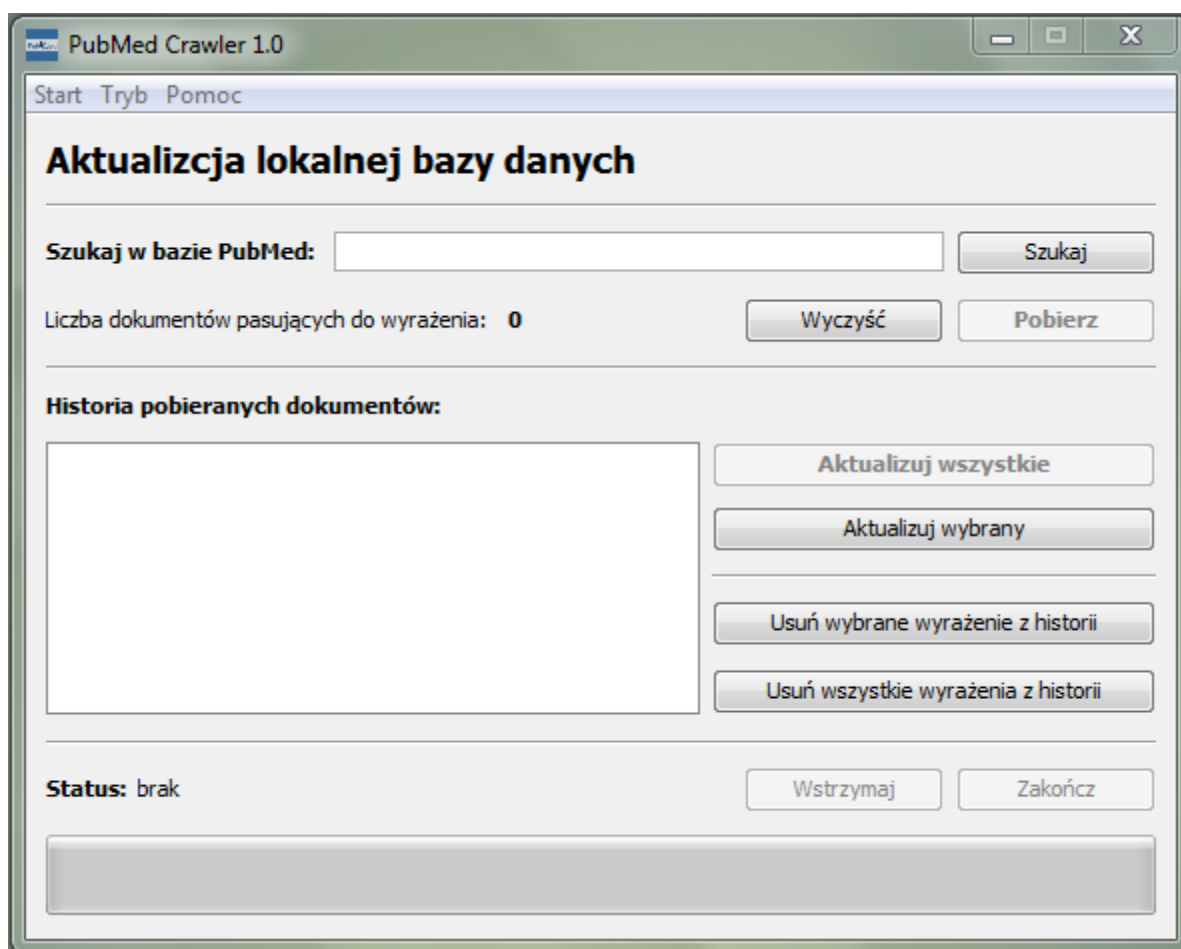 PubMed Crawler 1.0
Start Tryb Pomoc
Aktualizcja lokalnej bazy danych
Szukaj w bazie PubMed: Szukaj
Liczba dokumentów pasujących do wyrażenia: 0 Wyczyść Pobierz
Historia pobieranych dokumentów:
Aktualizuj wszystkie
Aktualizuj wybrany
Usuń wybrane wyrażenie z historii
Usuń wszystkie wyrażenia z historii
Status: brak Wstrzymaj Zakończ